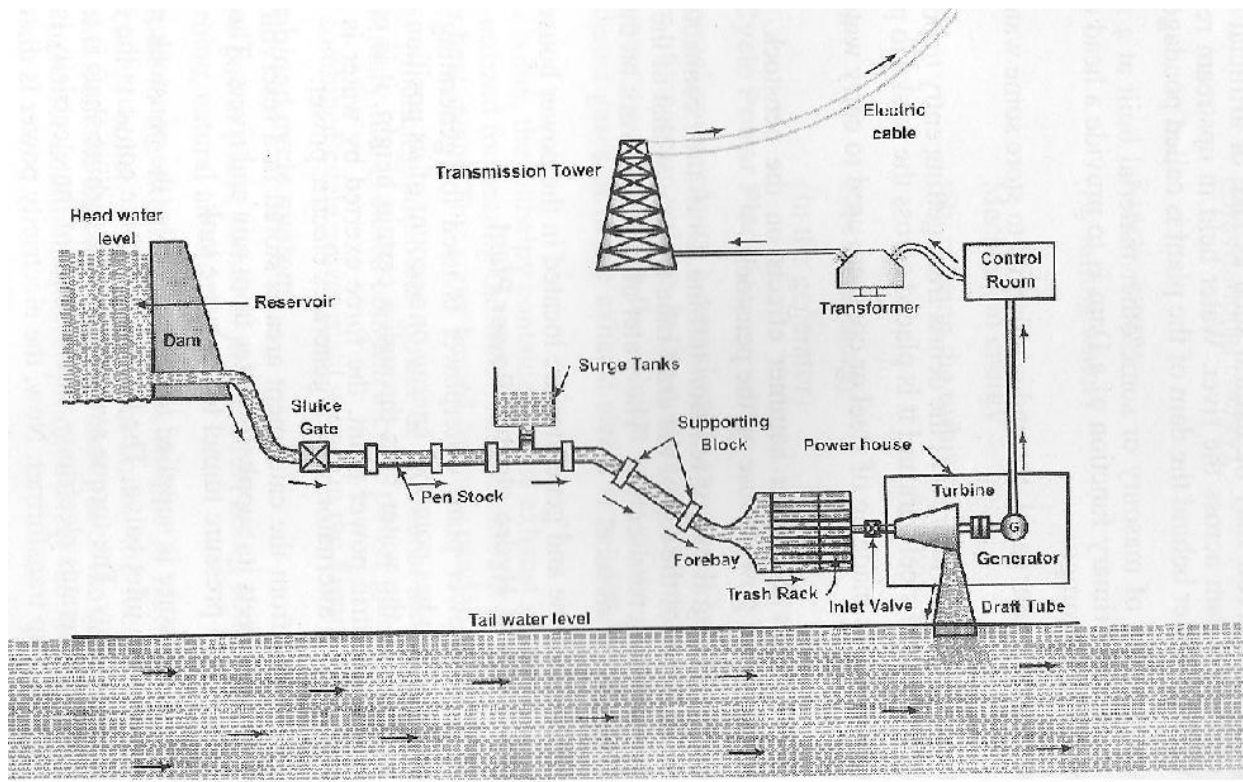 Electric
cable
Transmission Tower
Head water
level
Control
Room
Reservoir
Transformer
Dam
Surge Tanks
Sluice
Gate
Supporting
Block
Power house
Pen Stock
Turbine
G
Forebay
Generator
Trash Rack
Inlet Valve
Draft Tube
Tail water level